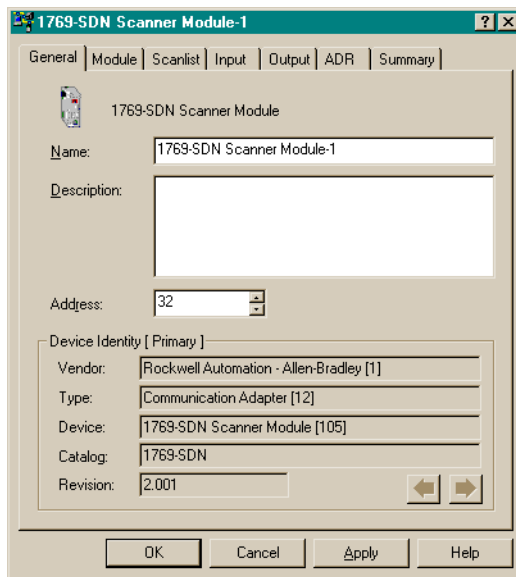 1769-SDN Scanner Module-1
General Module Scanlist Input Output ADR Summary
1769-SDN Scanner Module
Name: 1769-SDN Scanner Module-1
Description:
Address: 32
Device Identity [ Primary ]
Vendor: Rockwell Automation - Allen-Bradley [1]
Type: Communication Adapter [12]
Device: 1769-SDN Scanner Module [105]
Catalog: 1769-SDN
Revision: 2.001
OK Cancel Apply Help